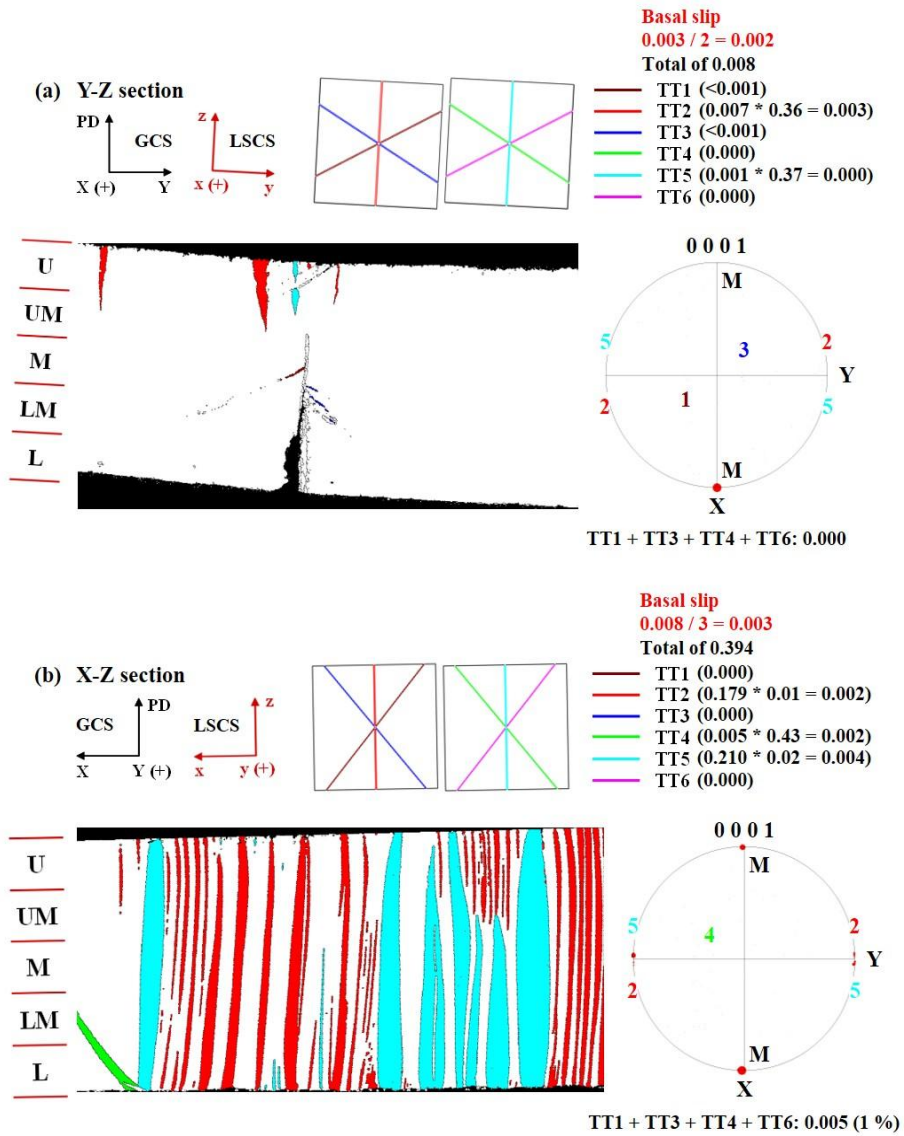 Basal slip
0.003 / 2 = 0.002
Total of 0.008
(a) Y-Z section
TT1 (<0.001)
TT2 (0.007 * 0.36 = 0.003)
TT3 (<0.001)
TT4 (0.000)
TT5 (0.001 * 0.37 = 0.000)
TT6 (0.000)
PD
GCS
X (+)
Y
z
LSCS
x (+)
y
U
UM
M
LM
L
0 0 0 1
M
5
2
3
Y
2
1
5
M
X
TT1 + TT3 + TT4 + TT6: 0.000
Basal slip
0.008 / 3 = 0.003
Total of 0.394
(b) X-Z section
TT1 (0.000)
TT2 (0.179 * 0.01 = 0.002)
TT3 (0.000)
TT4 (0.005 * 0.43 = 0.002)
TT5 (0.210 * 0.02 = 0.004)
TT6 (0.000)
PD
GCS
X
Y (+)
z
LSCS
x
y (+)
U
UM
M
LM
L
0 0 0 1
M
5
2
4
Y
2
5
M
X
TT1 + TT3 + TT4 + TT6: 0.005 (1 %)